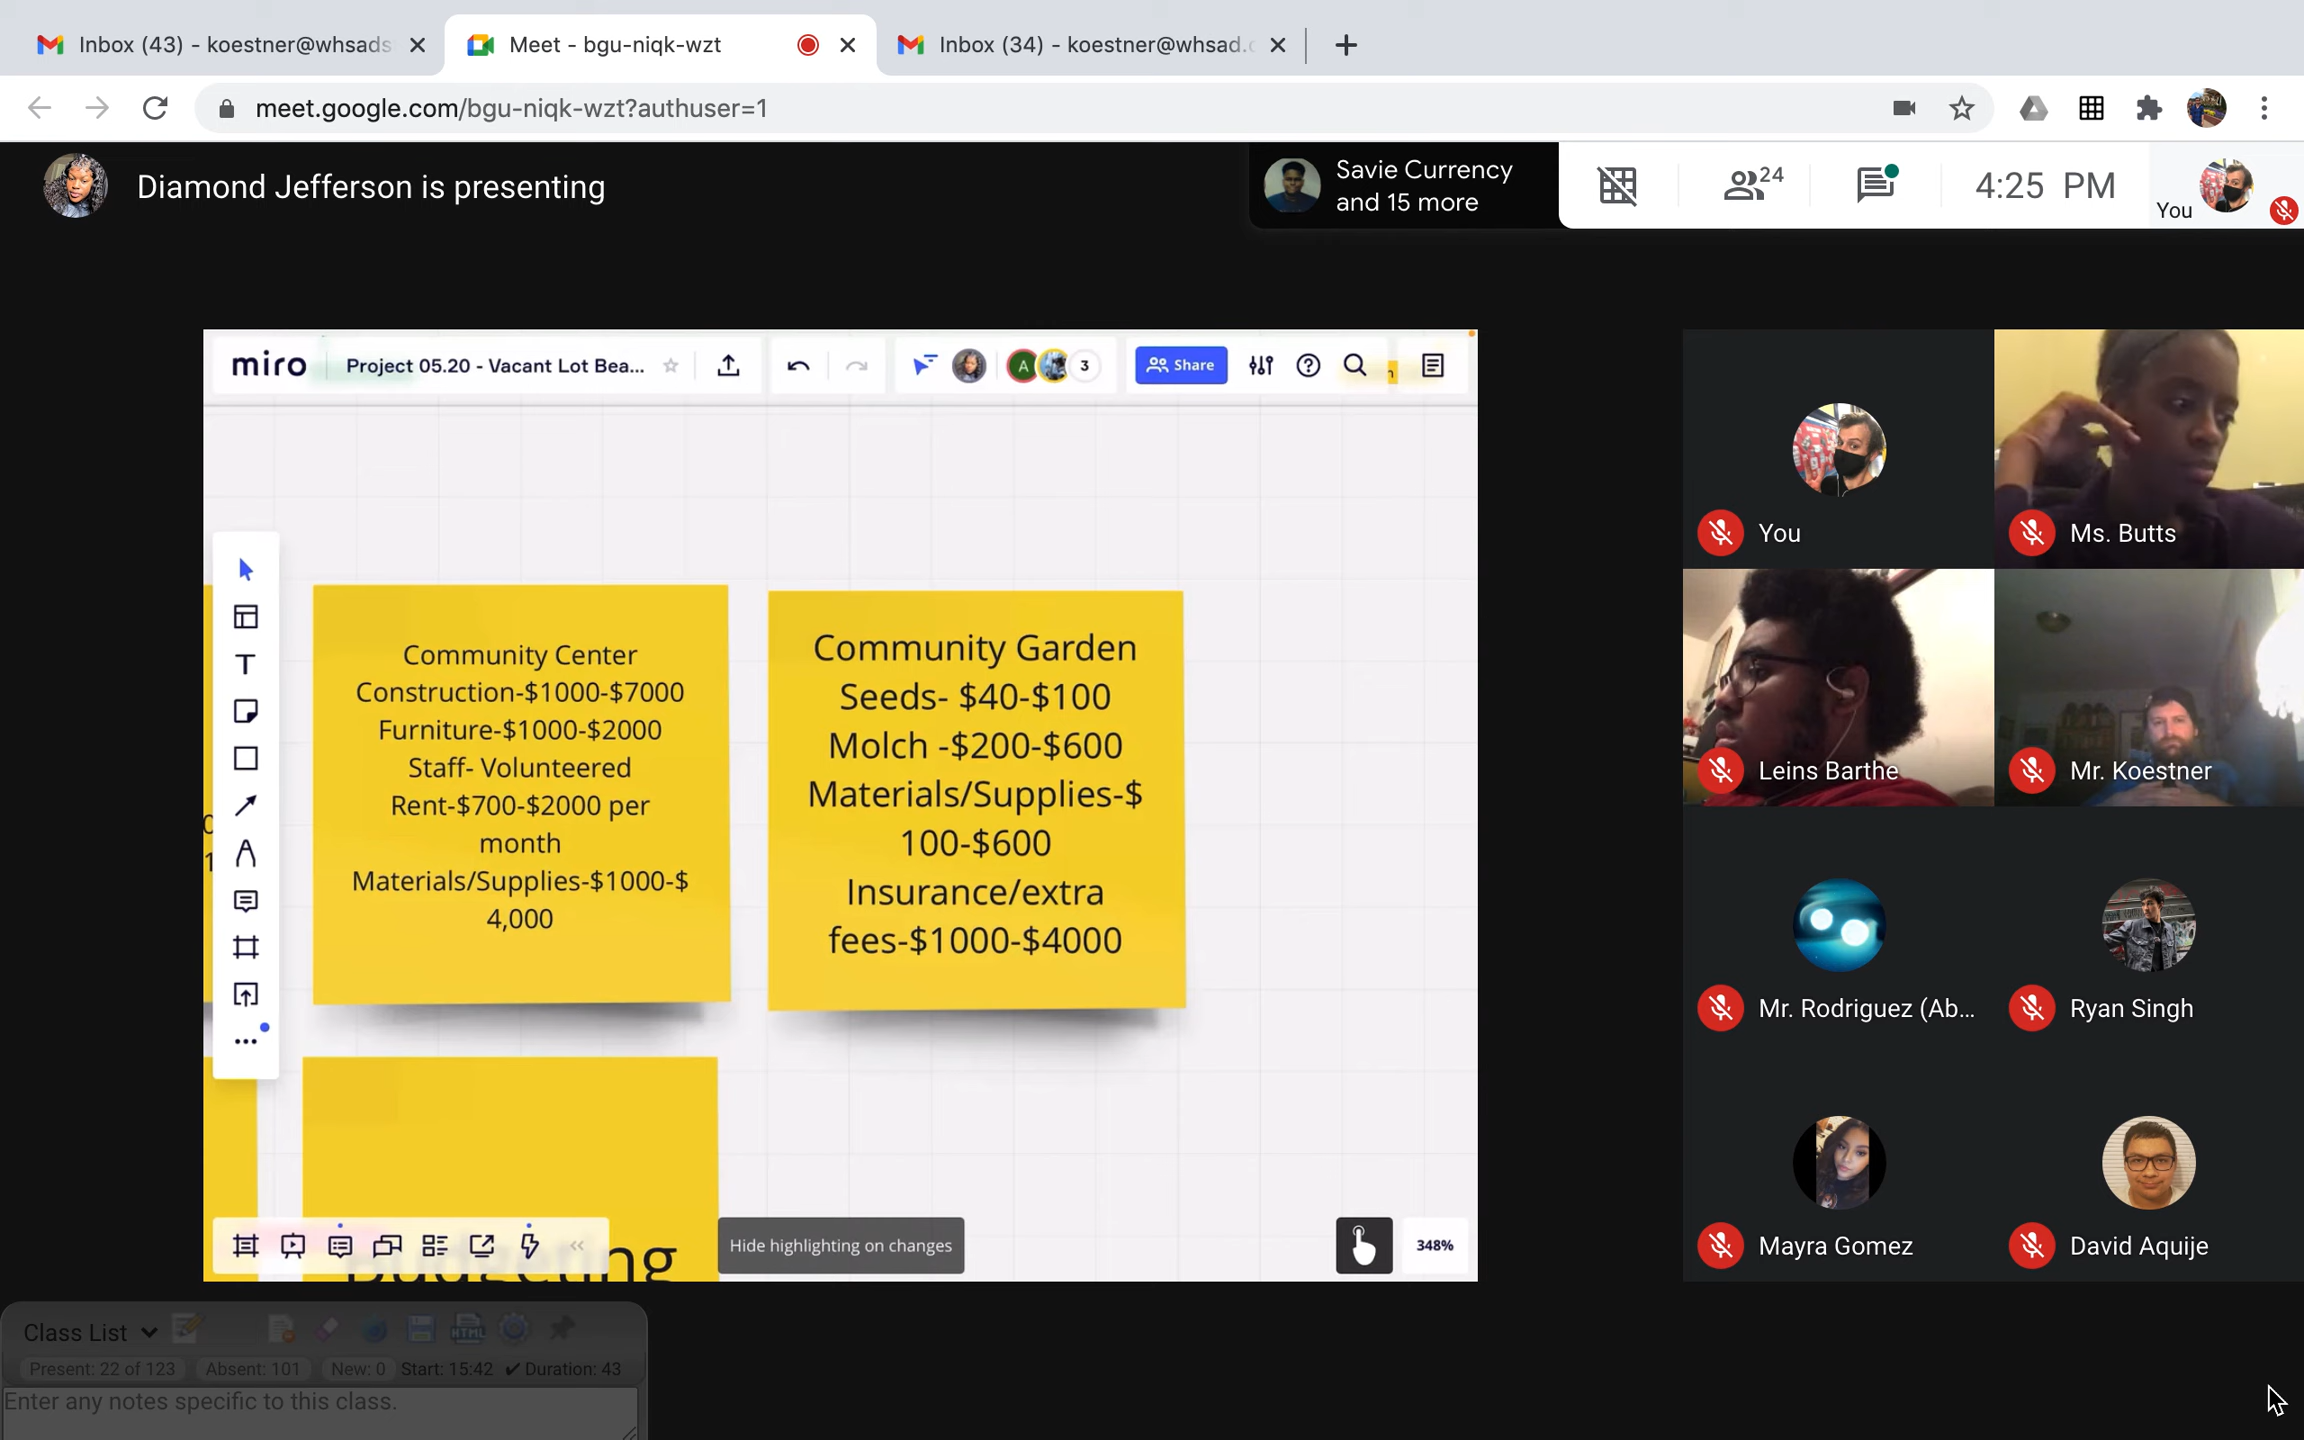 Inbox (43) - koestner@whsads
Meet - bgu-niqk-wzt
Inbox (34) - koestner@whsad.
meet.google.com/bgu-niqk-wzt?authuser=1
Diamond Jefferson is presenting
Savie Currency
and 15 more
24
4:25 PM
You
miro
Project 05.20 - Vacant Lot Bea...
A
3
Share
Community Center
Construction-$1000-$7000
Furniture-$1000-$2000
Staff- Volunteered
Rent-$700-$2000 per
month
Materials/Supplies-$1000-$
4,000
Community Garden
Seeds- $40-$100
Molch -$200-$600
Materials/Supplies-$
100-$600
Insurance/extra
fees-$1000-$4000
Budgeting
Hide highlighting on changes
348%
You
Ms. Butts
Leins Barthe
Mr. Koestner
Mr. Rodriguez (Ab...
Ryan Singh
Mayra Gomez
David Aquije
Class List
HTML
Present: 22 of 123
Absent: 101
New: 0
Start: 15:42
✔ Duration: 43
Enter any notes specific to this class.